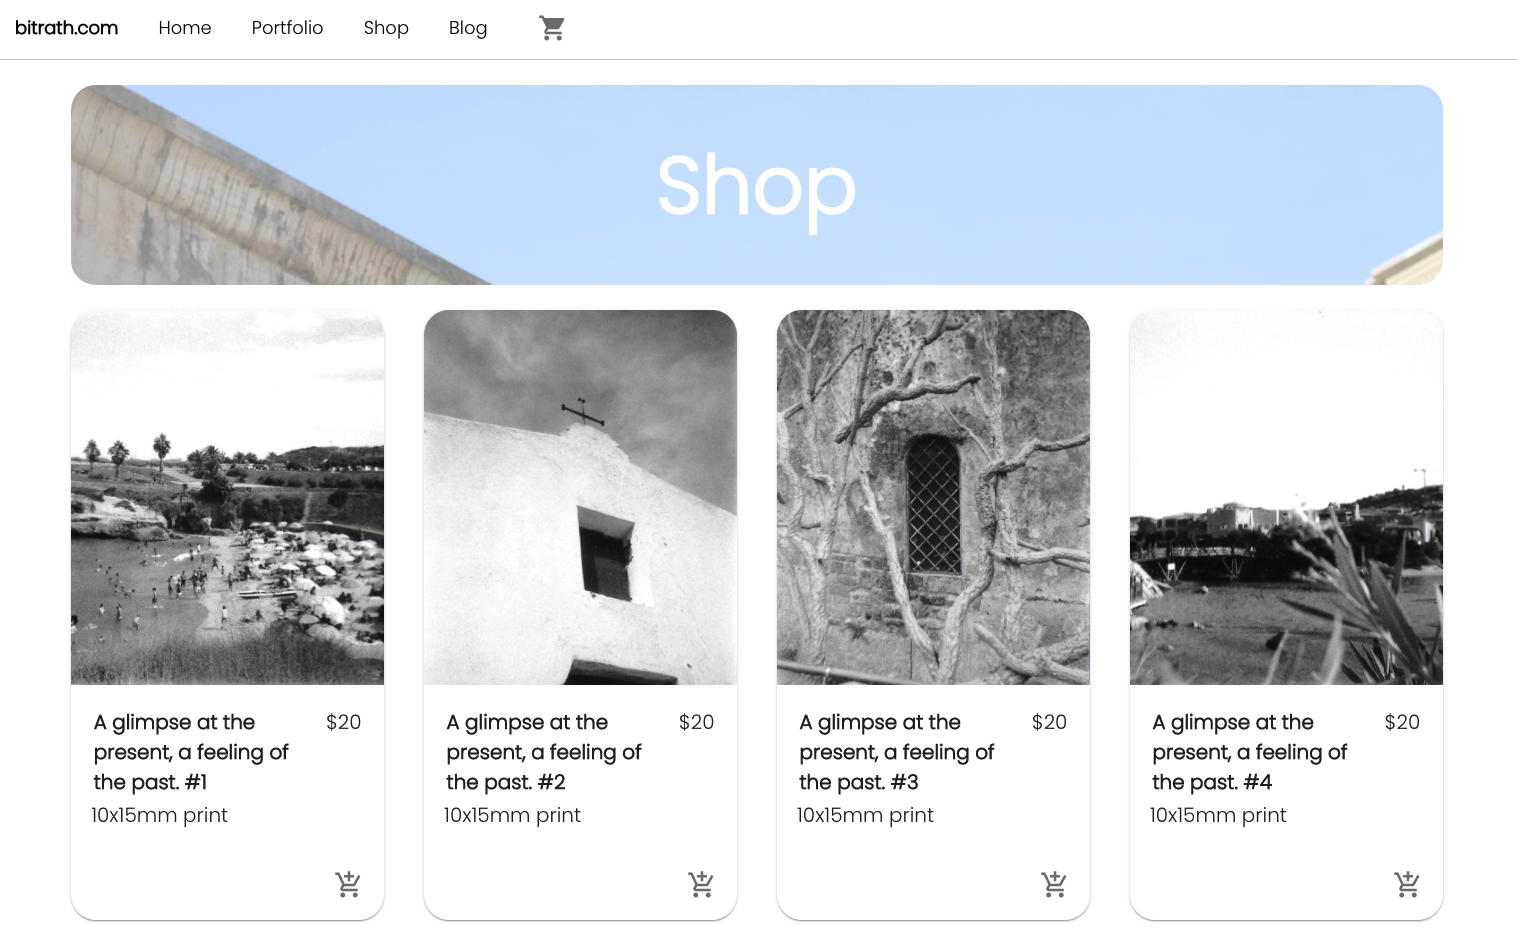 bitrath.com Home Portfolio Shop Blog
Shop
A glimpse at the $20
present, a feeling of
the past. #1
10x15mm print
A glimpse at the $20
present, a feeling of
the past. #2
10x15mm print
A glimpse at the $20
present, a feeling of
the past. #3
10x15mm print
A glimpse at the $20
present, a feeling of
the past. #4
10x15mm print